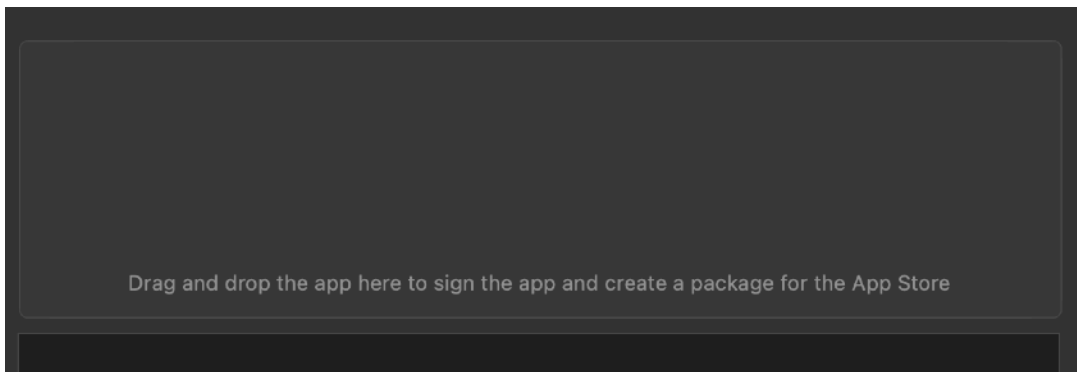 Drag and drop the app here to sign the app and create a package for the App Store